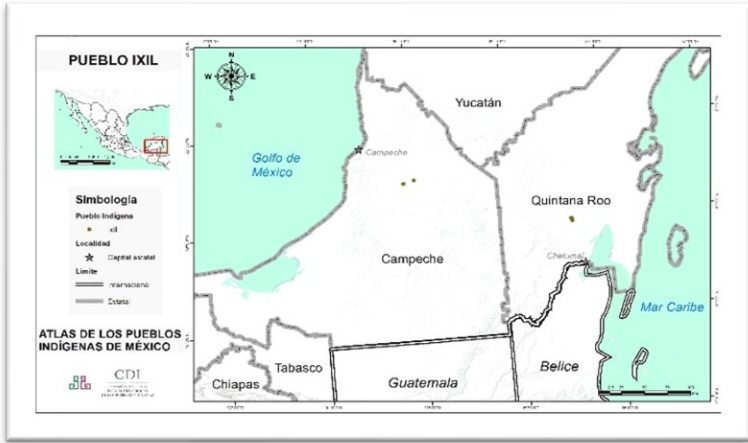 PUEBLO IXIL
N
W
E
S
Yucatán
Golfo de
México
Campeche
Quintana Roo
Simbología
Pueblo Indígena
Ixil
Localidad
Capital estatal
Límite
Internacional
Estatal
Campeche
Chetumal
Mar Caribe
ATLAS DE LOS PUEBLOS
INDÍGENAS DE MÉXICO
CDI
Tabasco
Chiapas
Guatemala
Belice